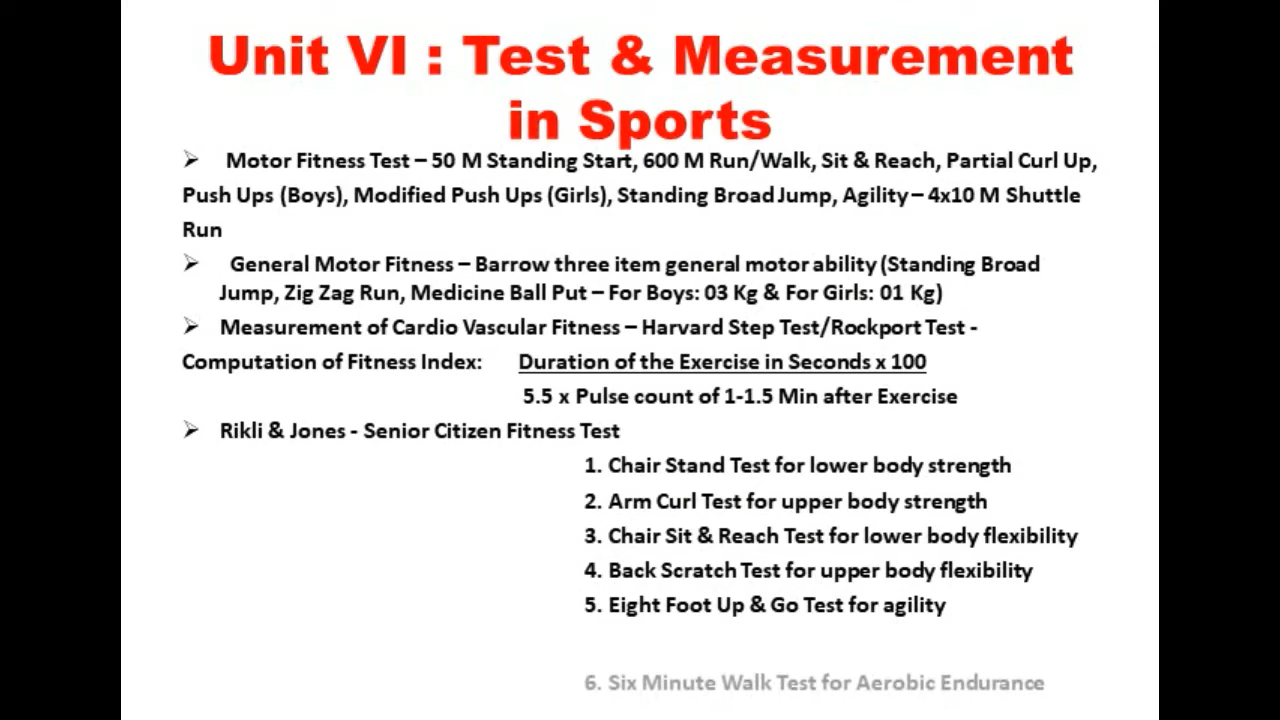 Unit VI : Test & Measurement
in Sports
➢ Motor Fitness Test – 50 M Standing Start, 600 M Run/Walk, Sit & Reach, Partial Curl Up,
Push Ups (Boys), Modified Push Ups (Girls), Standing Broad Jump, Agility – 4x10 M Shuttle
Run
➢ General Motor Fitness – Barrow three item general motor ability (Standing Broad
Jump, Zig Zag Run, Medicine Ball Put – For Boys: 03 Kg & For Girls: 01 Kg)
➢ Measurement of Cardio Vascular Fitness – Harvard Step Test/Rockport Test -
Computation of Fitness Index: Duration of the Exercise in Seconds x 100
5.5 x Pulse count of 1-1.5 Min after Exercise
➢ Rikli & Jones - Senior Citizen Fitness Test
1. Chair Stand Test for lower body strength
2. Arm Curl Test for upper body strength
3. Chair Sit & Reach Test for lower body flexibility
4. Back Scratch Test for upper body flexibility
5. Eight Foot Up & Go Test for agility
6. Six Minute Walk Test for Aerobic Endurance